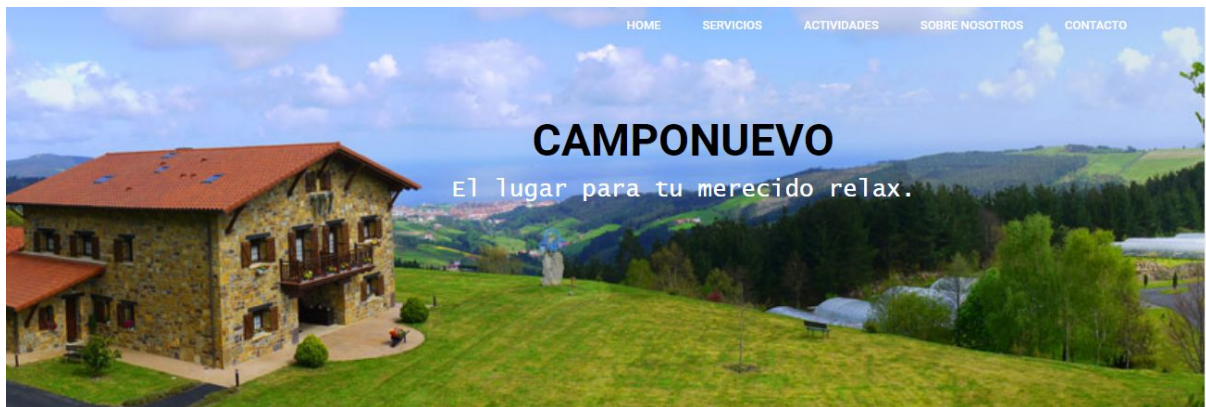 HOME SERVICIOS ACTIVIDADES SOBRE NOSOTROS CONTACTO
CAMPONUEVO
El lugar para tu merecido relax.